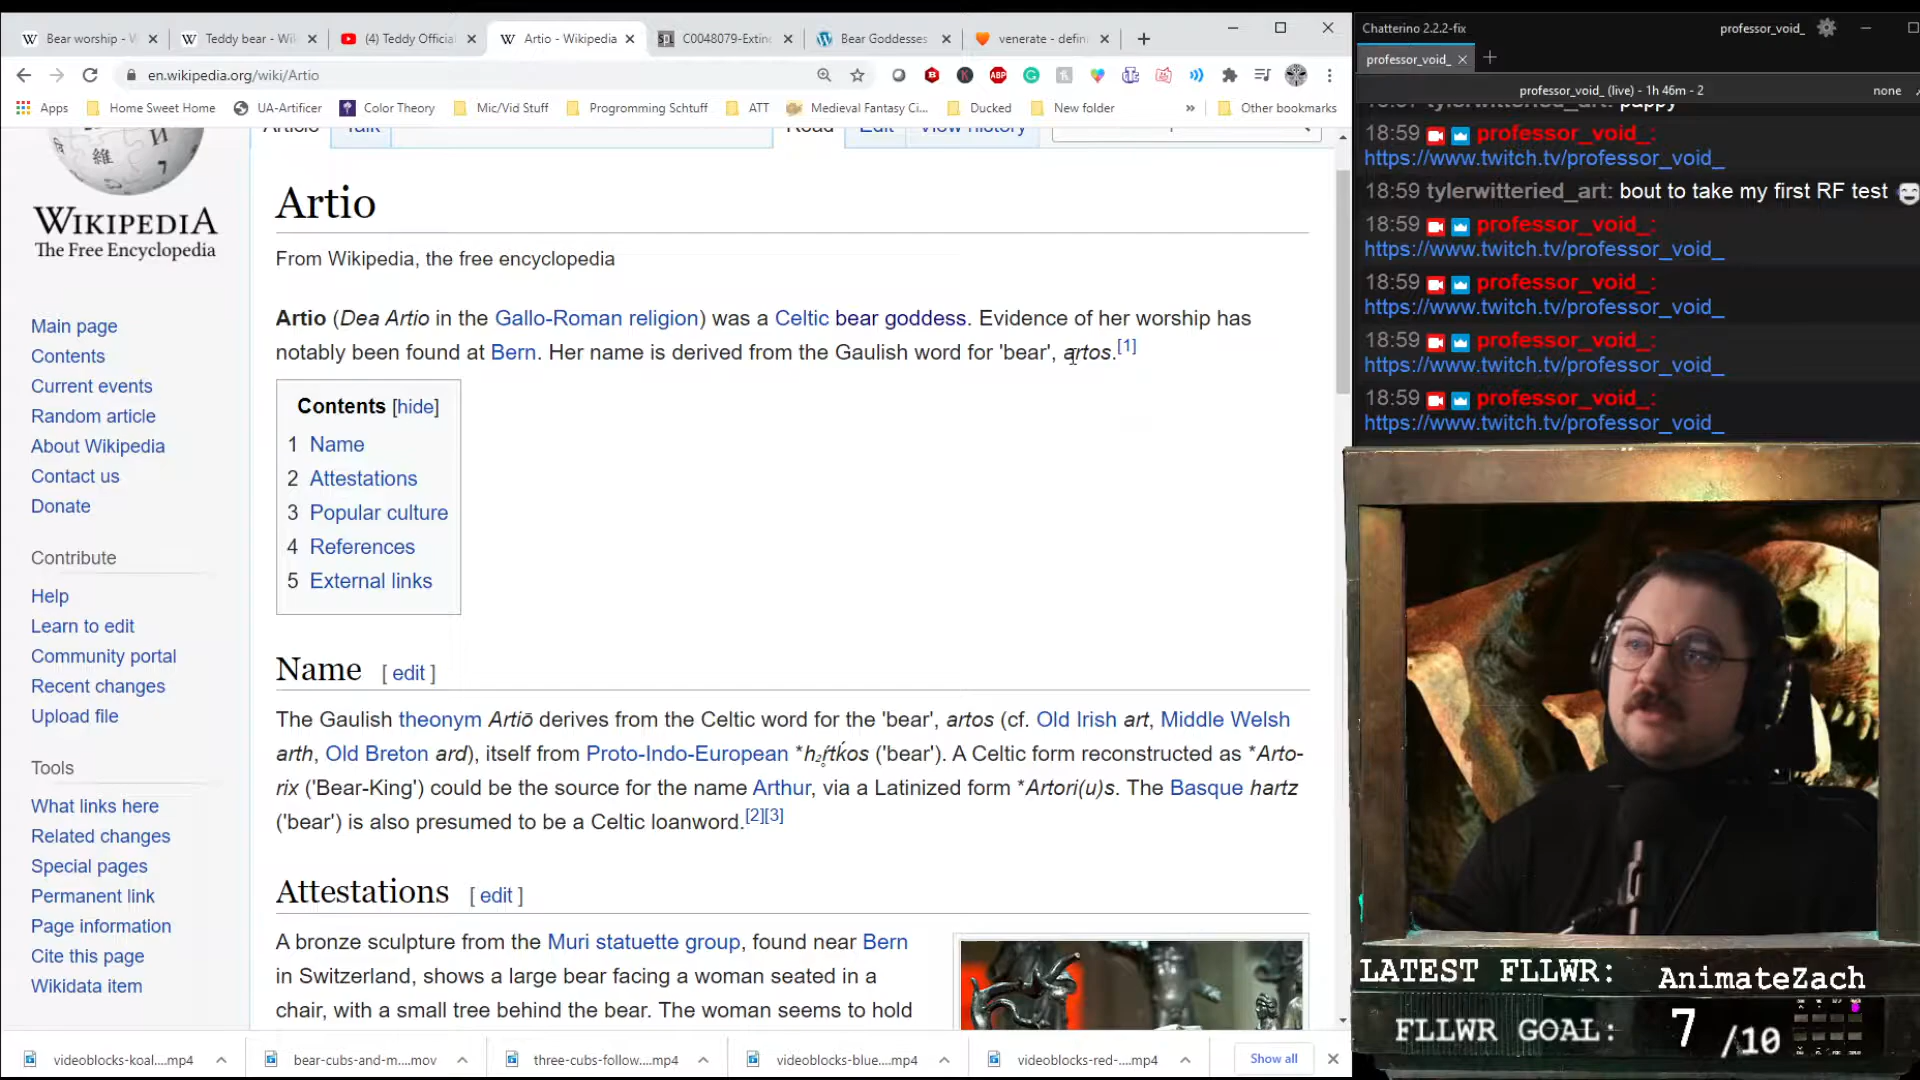 Bear worship - W
Teddy bear - Wi
(4) Teddy Official
Artio - Wikipedia
C0048079-Extin
Bear Goddesses
venerate - defin
en.wikipedia.org/wiki/Artio
Apps
Home Sweet Home
UA-Artificer
Color Theory
Mic/Vid Stuff
Programming Schtuff
ATT
Medieval Fantasy Ci...
Ducked
New folder
»
Other bookmarks
Article
Talk
Read
Edit
View history
WIKIPEDIA
The Free Encyclopedia
Main page
Contents
Current events
Random article
About Wikipedia
Contact us
Donate
Contribute
Help
Learn to edit
Community portal
Recent changes
Upload file
Tools
What links here
Related changes
Special pages
Permanent link
Page information
Cite this page
Wikidata item
Artio
From Wikipedia, the free encyclopedia
Artio (Dea Artio in the Gallo-Roman religion) was a Celtic bear goddess. Evidence of her worship has
notably been found at Bern. Her name is derived from the Gaulish word for 'bear', artos.[1]
Contents [hide]
1 Name
2 Attestations
3 Popular culture
4 References
5 External links
Name [ edit ]
The Gaulish theonym Artiō derives from the Celtic word for the 'bear', artos (cf. Old Irish art, Middle Welsh
arth, Old Breton ard), itself from Proto-Indo-European *h₂ŕ̥tḱos ('bear'). A Celtic form reconstructed as *Arto-
rix ('Bear-King') could be the source for the name Arthur, via a Latinized form *Artori(u)s. The Basque hartz
('bear') is also presumed to be a Celtic loanword.[2][3]
Attestations [ edit ]
A bronze sculpture from the Muri statuette group, found near Bern
in Switzerland, shows a large bear facing a woman seated in a
chair, with a small tree behind the bear. The woman seems to hold
videoblocks-koal....mp4
bear-cubs-and-m....mov
three-cubs-follow....mp4
videoblocks-blue....mp4
videoblocks-red-....mp4
Show all
Chatterino 2.2.2-fix
professor_void_
professor_void_
professor_void_ (live) - 1h 46m - 2
none
tylerwitteried_art: puppy
18:59 professor_void_:
https://www.twitch.tv/professor_void_
18:59 tylerwitteried_art: bout to take my first RF test
18:59 professor_void_:
https://www.twitch.tv/professor_void_
18:59 professor_void_:
https://www.twitch.tv/professor_void_
18:59 professor_void_:
https://www.twitch.tv/professor_void_
18:59 professor_void_:
https://www.twitch.tv/professor_void_
LATEST FLLWR: AnimateZach
FLLWR GOAL: 7 /10